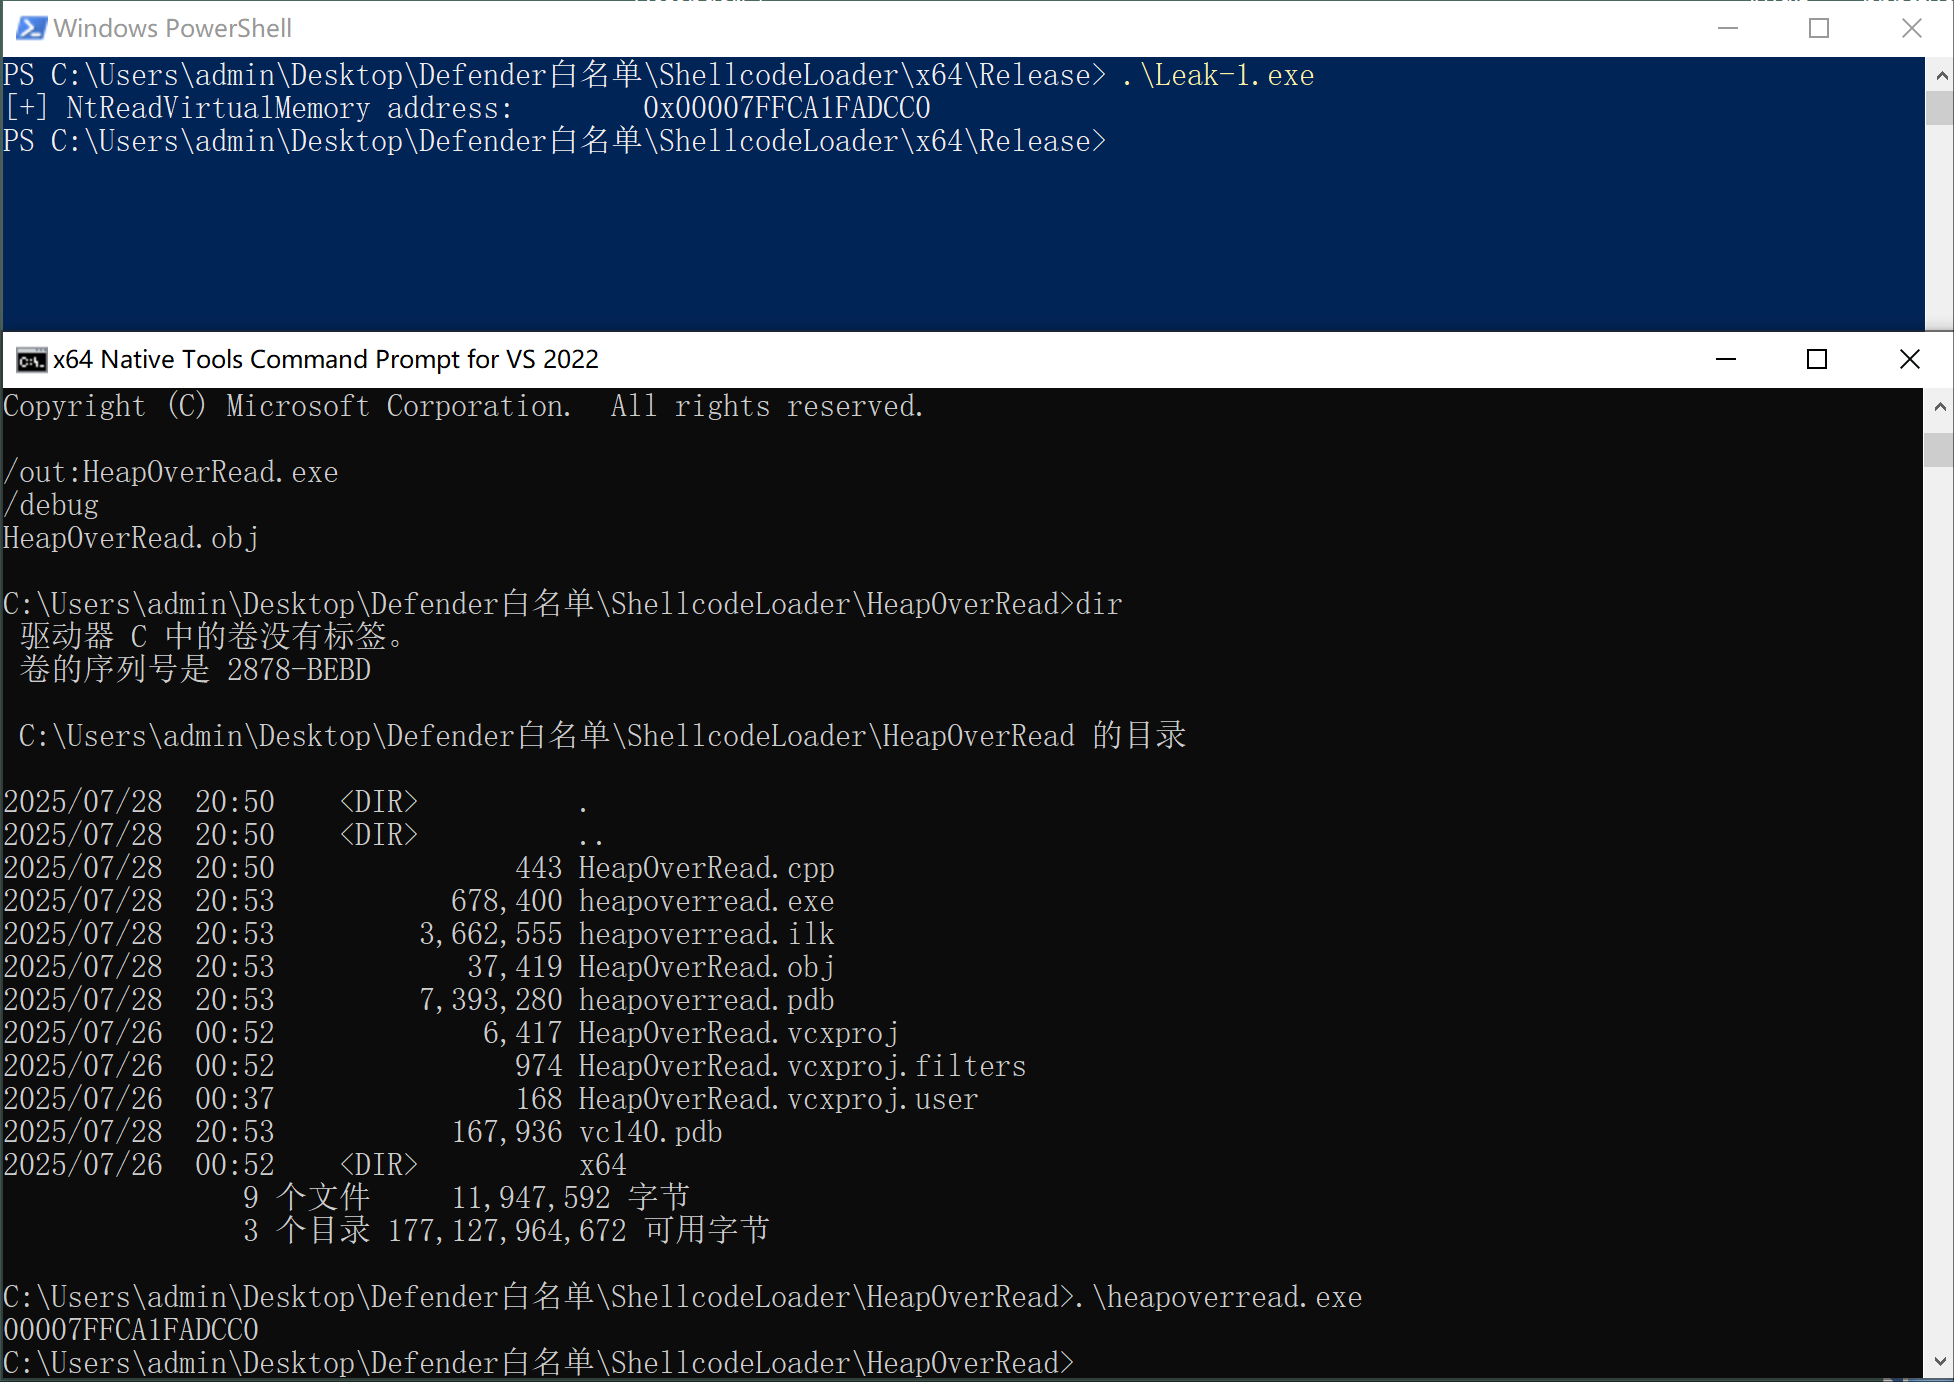 Windows PowerShell
PS C:\Users\admin\Desktop\Defender白名单\ShellcodeLoader\x64\Release> .\Leak-1.exe
[+] NtReadVirtualMemory address:        0x00007FFCA1FADCC0
PS C:\Users\admin\Desktop\Defender白名单\ShellcodeLoader\x64\Release>
x64 Native Tools Command Prompt for VS 2022
Copyright (C) Microsoft Corporation.  All rights reserved.
/out:HeapOverRead.exe
/debug
HeapOverRead.obj
C:\Users\admin\Desktop\Defender白名单\ShellcodeLoader\HeapOverRead>dir
驱动器 C 中的卷没有标签。
卷的序列号是 2878-BEBD
C:\Users\admin\Desktop\Defender白名单\ShellcodeLoader\HeapOverRead 的目录
2025/07/28  20:50    <DIR>          .
2025/07/28  20:50    <DIR>          ..
2025/07/28  20:50               443 HeapOverRead.cpp
2025/07/28  20:53           678,400 heapoverread.exe
2025/07/28  20:53         3,662,555 heapoverread.ilk
2025/07/28  20:53            37,419 HeapOverRead.obj
2025/07/28  20:53         7,393,280 heapoverread.pdb
2025/07/26  00:52             6,417 HeapOverRead.vcxproj
2025/07/26  00:52               974 HeapOverRead.vcxproj.filters
2025/07/26  00:37               168 HeapOverRead.vcxproj.user
2025/07/28  20:53           167,936 vc140.pdb
2025/07/26  00:52    <DIR>          x64
9 个文件     11,947,592 字节
3 个目录 177,127,964,672 可用字节
C:\Users\admin\Desktop\Defender白名单\ShellcodeLoader\HeapOverRead>.\heapoverread.exe
00007FFCA1FADCC0
C:\Users\admin\Desktop\Defender白名单\ShellcodeLoader\HeapOverRead>